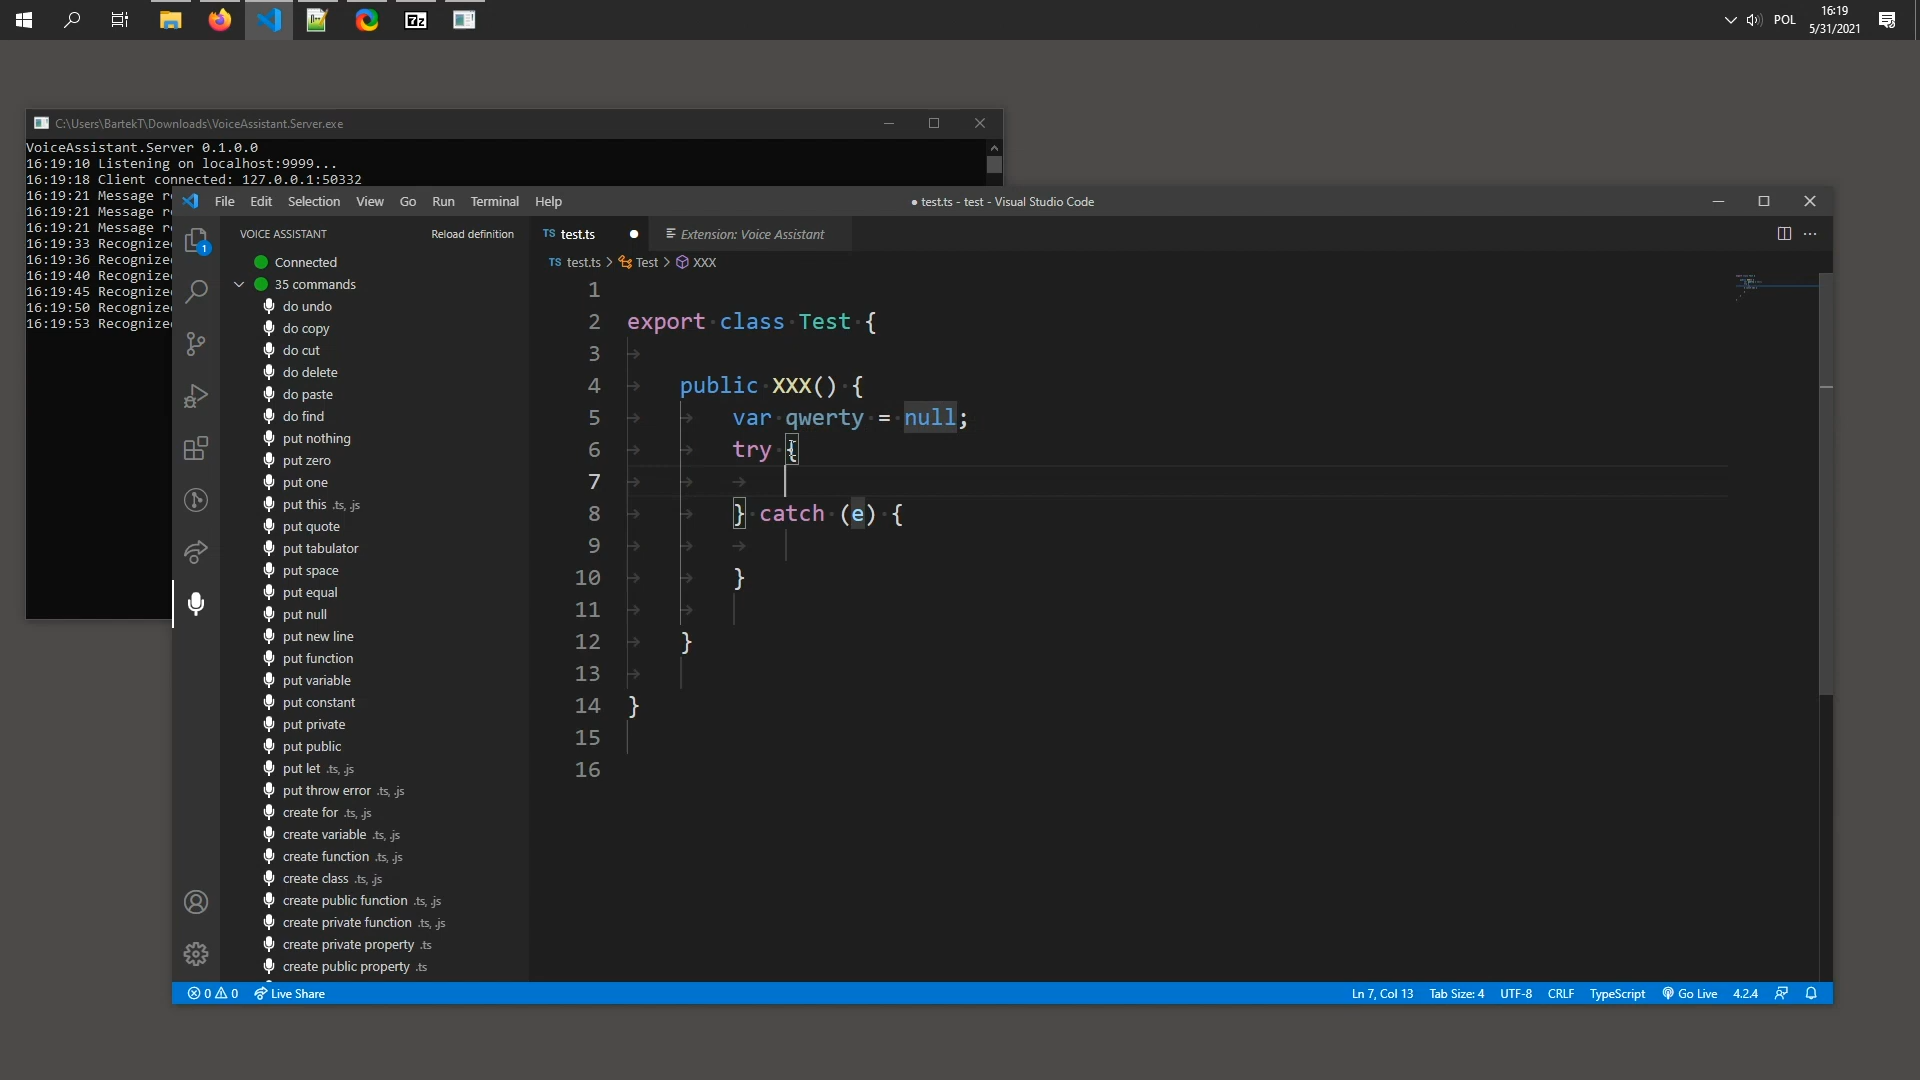 POL
16:19
5/31/2021
7z
C:\Users\BartekT\Downloads\VoiceAssistant.Server.exe
VoiceAssistant.Server 0.1.0.0
16:19:10 Listening on localhost:9999...
16:19:18 Client connected: 127.0.0.1:50332
16:19:21 Message
16:19:21 Message
16:19:21 Message
16:19:33 Recognize
16:19:36 Recognize
16:19:40 Recognize
16:19:45 Recognize
16:19:50 Recognize
16:19:53 Recognize
File Edit Selection View Go Run Terminal Help
● test.ts - test - Visual Studio Code
1
VOICE ASSISTANT
Reload definition
Connected
35 commands
do undo
do copy
do cut
do delete
do paste
do find
put nothing
put zero
put one
put this .ts, .js
put quote
put tabulator
put space
put equal
put null
put new line
put function
put variable
put constant
put private
put public
put let .ts, .js
put throw error .ts, .js
create for .ts, .js
create variable .ts, .js
create function .ts, .js
create class .ts, .js
create public function .ts, .js
create private function .ts, .js
create private property .ts
create public property .ts
TS test.ts ●
Extension: Voice Assistant
TS test.ts > Test > XXX
1
2 export class Test {
3
4 public XXX() {
5 var qwerty = null;
6 try {
7
8 } catch (e) {
9
10 }
11
12 }
13
14 }
15
16
0 0 Live Share
Ln 7, Col 13 Tab Size: 4 UTF-8 CRLF TypeScript Go Live 4.2.4